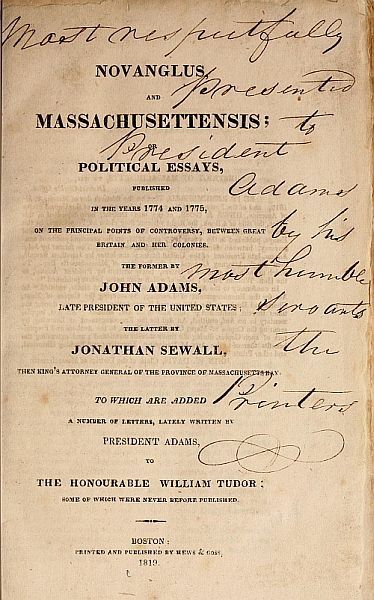 Most respectfully
NOVANGLUS,
AND
Presented
MASSACHUSETTENSIS;
to
OR
President
POLITICAL ESSAYS,
PUBLISHED
Adams
IN THE YEARS 1774 AND 1775,
ON THE PRINCIPAL POINTS OF CONTROVERSY, BETWEEN GREAT
by his
BRITAIN AND HER COLONIES.
THE FORMER BY
most humble
JOHN ADAMS,
LATE PRESIDENT OF THE UNITED STATES;
servants
THE LATTER BY
JONATHAN SEWALL,
the
THEN KING'S ATTORNEY GENERAL OF THE PROVINCE OF MASSACHUSETTS BAY.
Printers
TO WHICH ARE ADDED
A NUMBER OF LETTERS, LATELY WRITTEN BY
PRESIDENT ADAMS,
TO
THE HONOURABLE WILLIAM TUDOR;
SOME OF WHICH WERE NEVER BEFORE PUBLISHED.
BOSTON:
PRINTED AND PUBLISHED BY HEWS & GOSS,
1819.